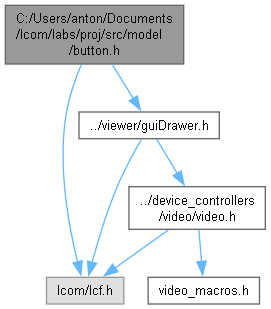 C:/Users/anton/Documents
/lcom/labs/proj/src/model
/button.h
../viewer/guiDrawer.h
../device_controllers
/video/video.h
lcom/lcf.h
video_macros.h